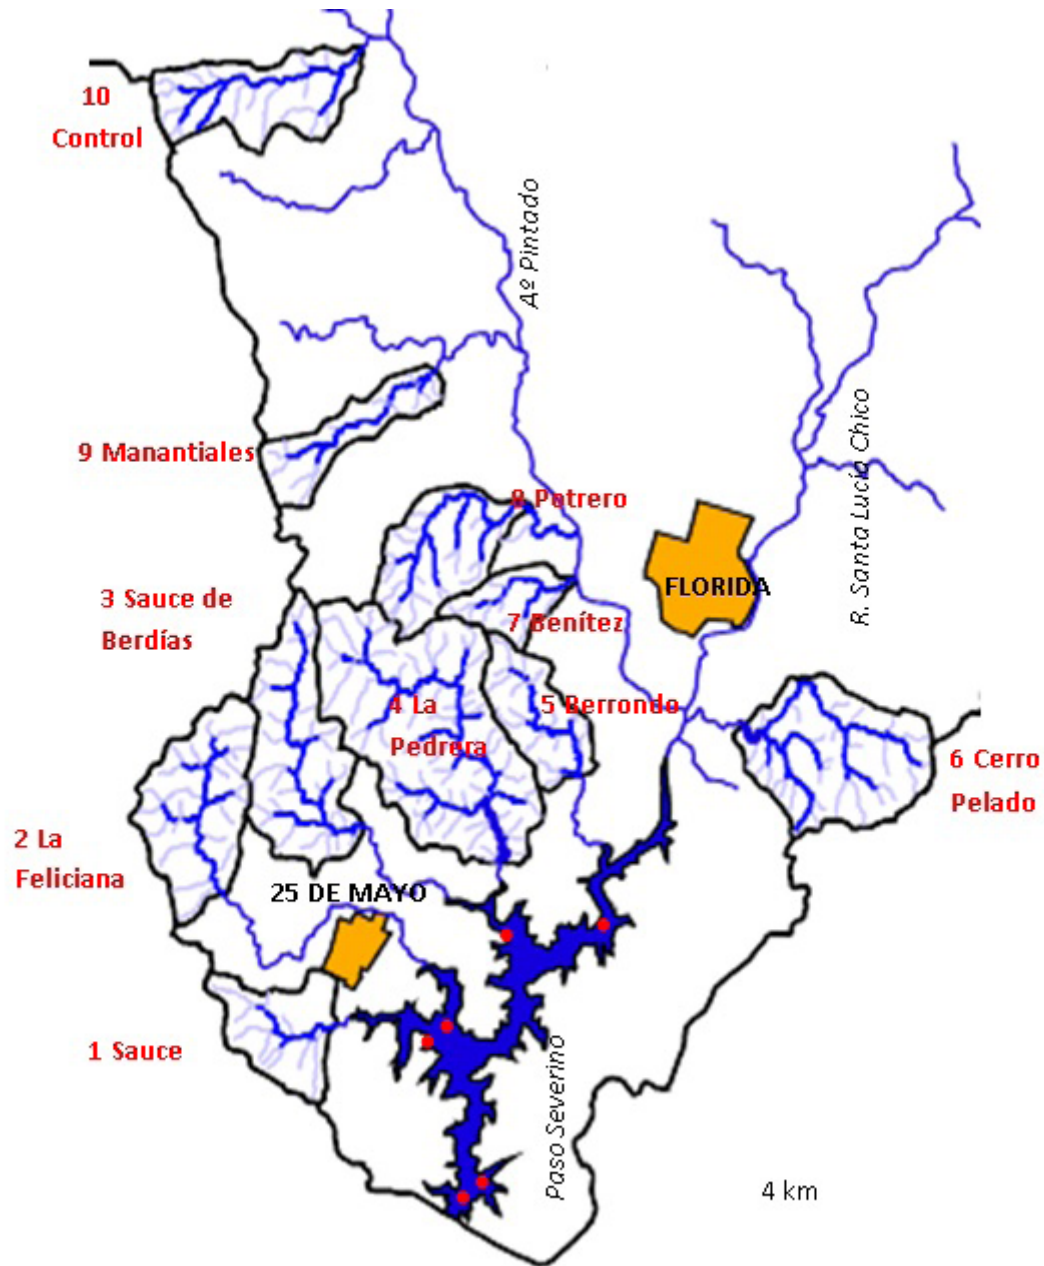 10
Control
Aº Pintado
R. Santa Lucía Chico
9 Manantiales
8 Potrero
FLORIDA
3 Sauce de
Berdías
7 Benítez
4 La
Pedrera
5 Berrondo
6 Cerro
Pelado
2 La
Feliciana
25 DE MAYO
1 Sauce
Paso Severino
4 km